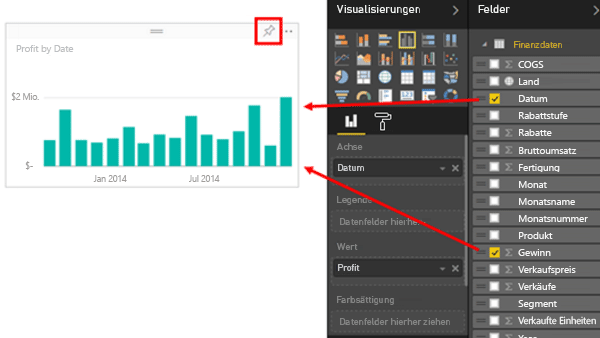 Profit by Date
$2 Mio.
$-
Jan 2014
Jul 2014
Visualisierungen
Achse
Datum
Legende
Datenfelder hierher...
Wert
Profit
Farbsättigung
Datenfelder hierher ziehen
Felder
Finanzdaten
COGS
Land
Datum
Rabattstufe
Rabatte
Bruttoumsatz
Fertigung
Monat
Monatsname
Monatsnummer
Produkt
Gewinn
Verkaufspreis
Verkäufe
Segment
Verkaufte Einheiten
Year